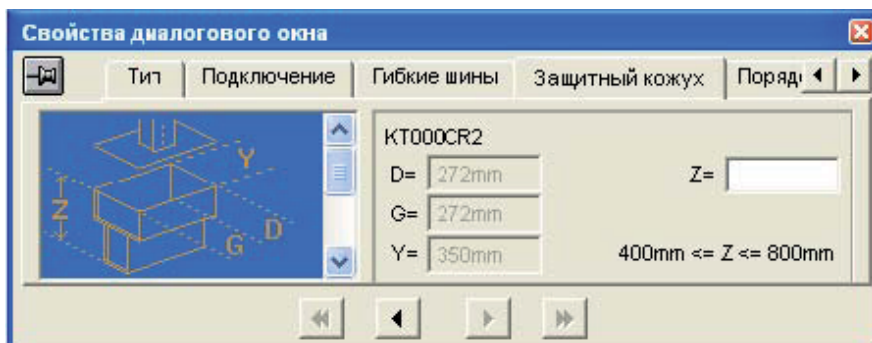 Свойства диалогового окна
Тип Подключение Гибкие шины Защитный кожух Поряд
KT000CR2
D= 272mm Z=
G= 272mm
Y= 350mm 400mm <= Z <= 800mm
Y
Z
D
G